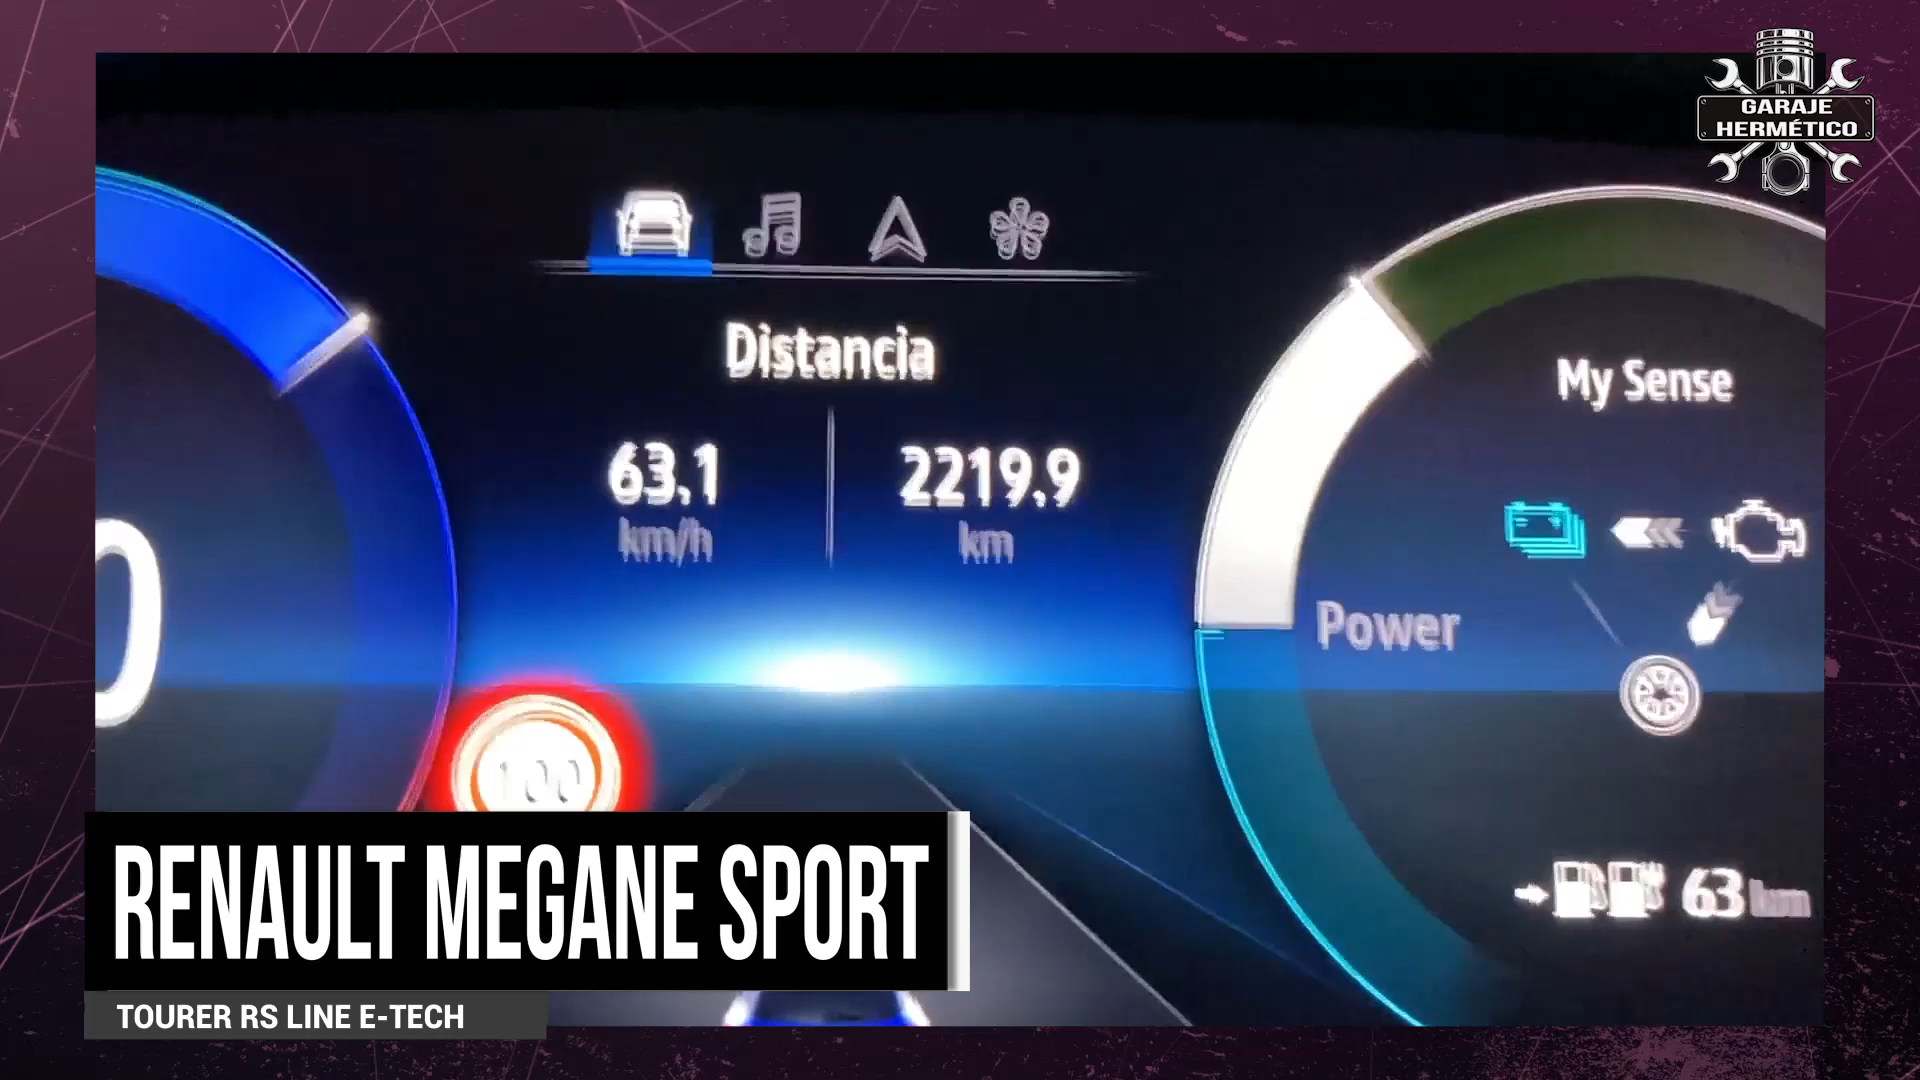 GARAJE
HERMÉTICO
Distancia
63.1
km/h
2219.9
km
My Sense
Power
0
100
63 km
RENAULT MEGANE SPORT
TOURER RS LINE E-TECH